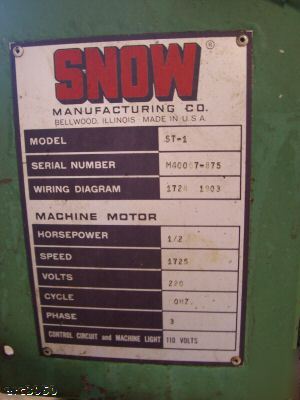 SNOW ®
MANUFACTURING CO.
BELLWOOD, ILLINOIS · MADE IN U.S.A.
MODEL ST-1
SERIAL NUMBER
WIRING DIAGRAM
MACHINE MOTOR
HORSEPOWER 1/2
SPEED 1725
VOLTS 220
CYCLE
PHASE 3
CONTROL CIRCUIT and MACHINE LIGHT 110 VOLTS